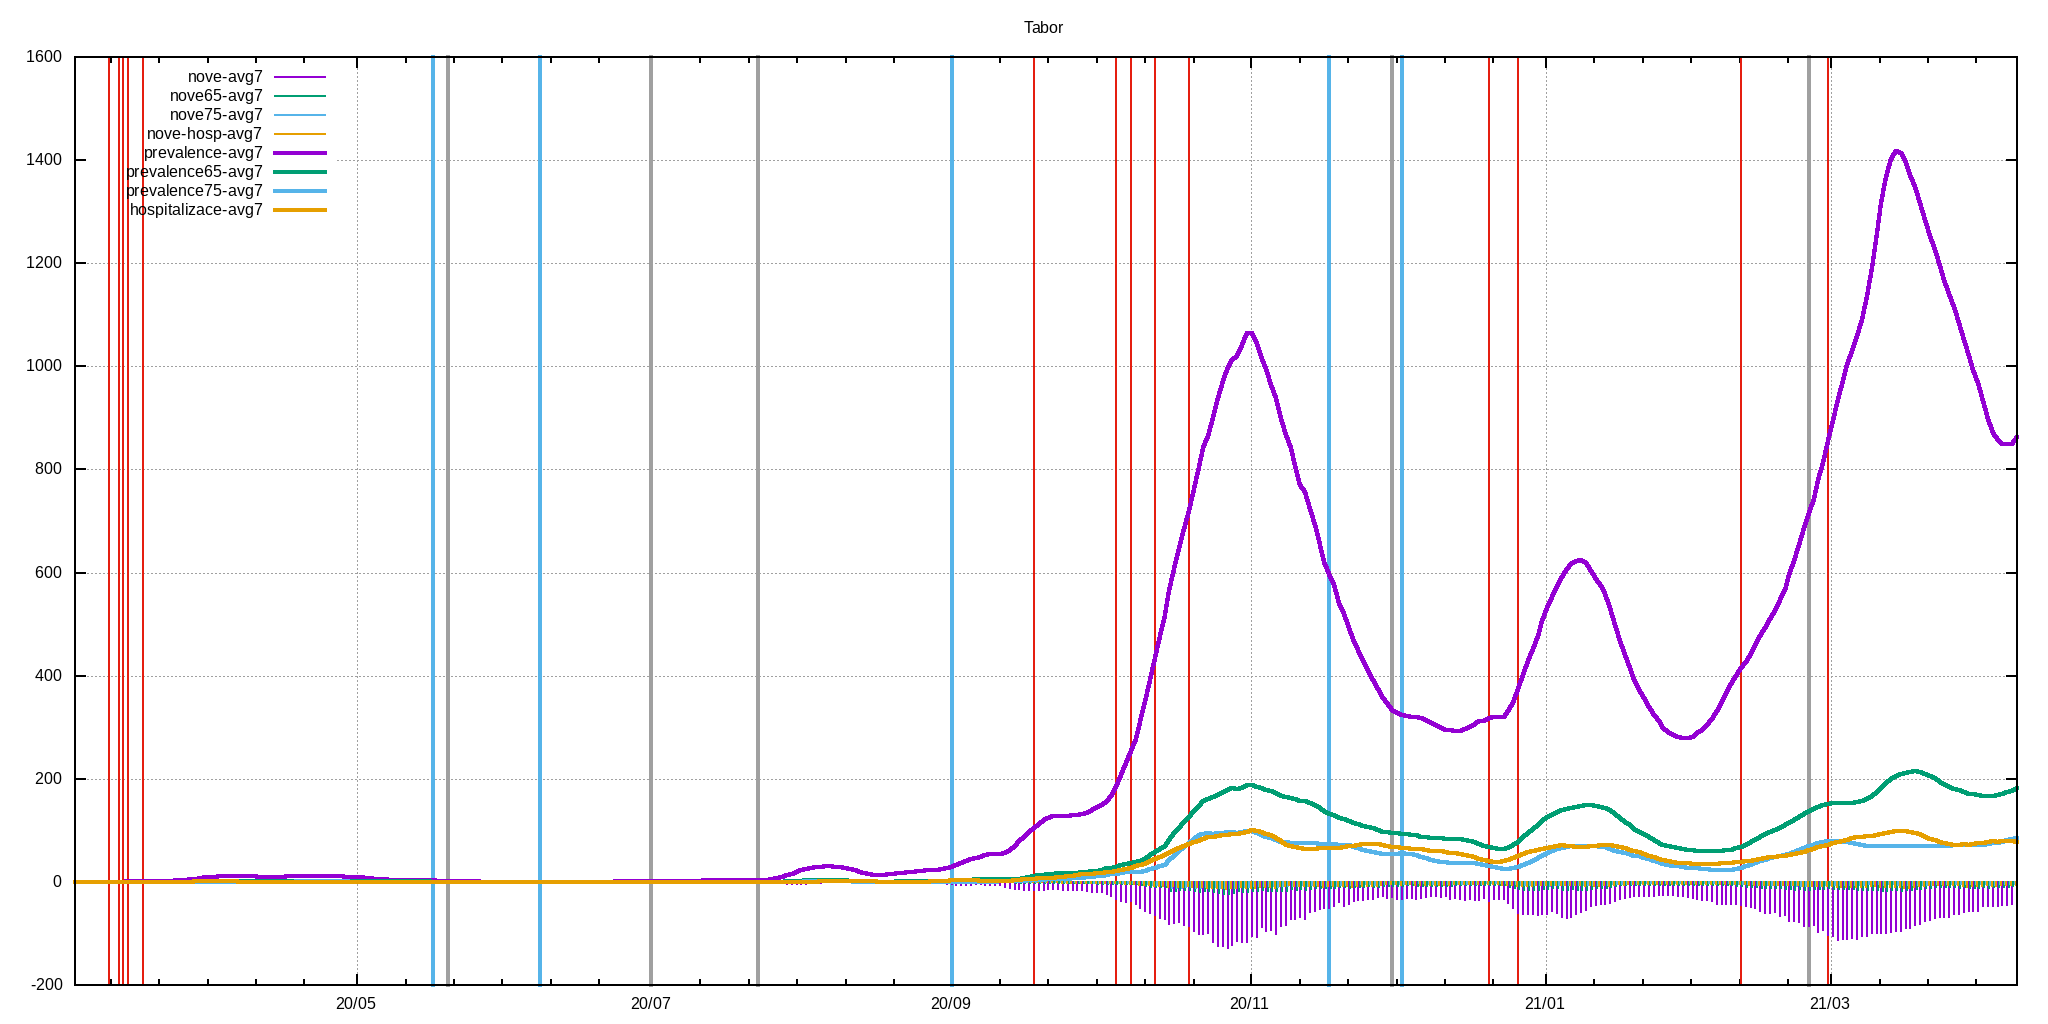 Tabor
1600
1400
1200
1000
800
600
400
200
0
-200
nove-avg7
nove65-avg7
nove75-avg7
nove-hosp-avg7
prevalence-avg7
prevalence65-avg7
prevalence75-avg7
hospitalizace-avg7
20/05 20/07 20/09 20/11 21/01 21/03